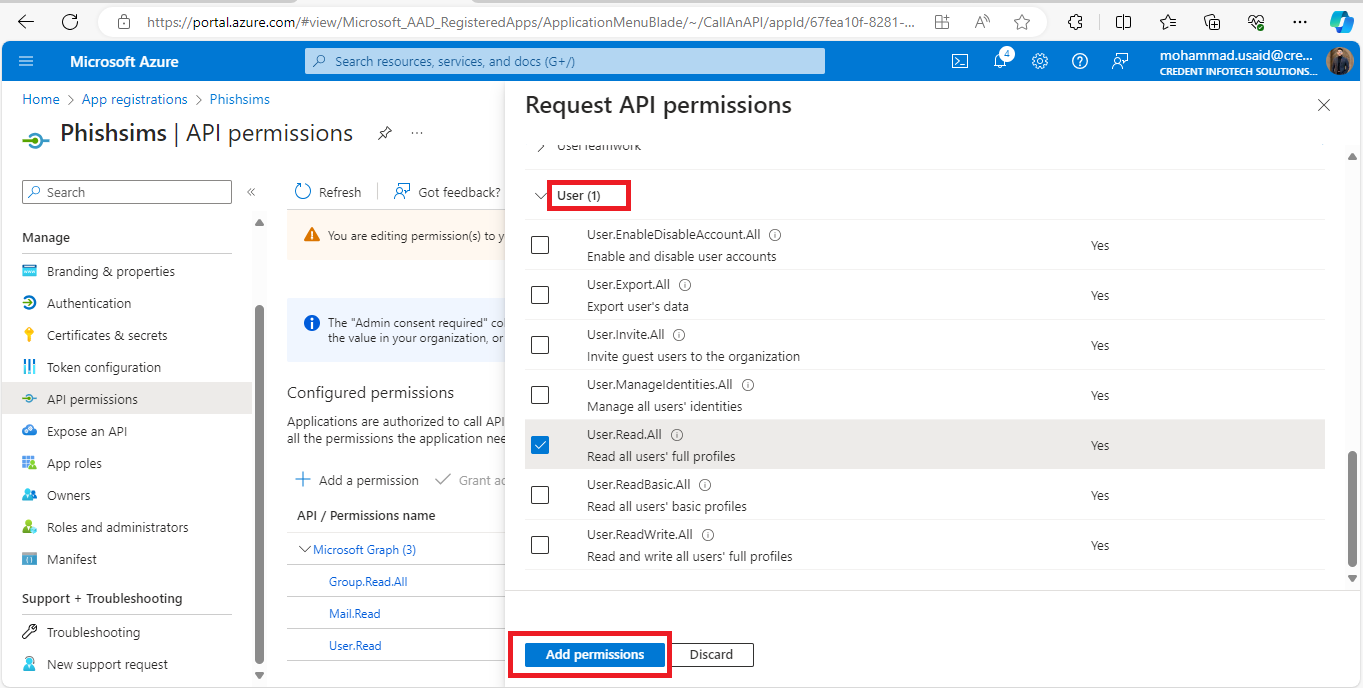 https://portal.azure.com/#view/Microsoft_AAD_RegisteredApps/ApplicationMenuBlade/~/CallAnAPI/appId/67fea10f-8281-...
Microsoft Azure
Search resources, services, and docs (G+/)
4
mohammad.usaid@cre...
CREDENT INFOTECH SOLUTIONS...
Home > App registrations > Phishsims
Phishsims | API permissions
...
Search
«
Manage
Branding & properties
Authentication
Certificates & secrets
Token configuration
API permissions
Expose an API
App roles
Owners
Roles and administrators
Manifest
Support + Troubleshooting
Troubleshooting
New support request
Refresh
Got feedback?
You are editing permission(s) to y
The "Admin consent required" co
the value in your organization, or
Configured permissions
Applications are authorized to call API
all the permissions the application nee
Add a permission
Grant ad
API / Permissions name
Microsoft Graph (3)
Group.Read.All
Mail.Read
User.Read
Request API permissions
UserTeamwork
User (1)
User.EnableDisableAccount.All
Enable and disable user accounts
Yes
User.Export.All
Export user's data
Yes
User.Invite.All
Invite guest users to the organization
Yes
User.ManageIdentities.All
Manage all users' identities
Yes
User.Read.All
Read all users' full profiles
Yes
User.ReadBasic.All
Read all users' basic profiles
Yes
User.ReadWrite.All
Read and write all users' full profiles
Yes
Add permissions
Discard